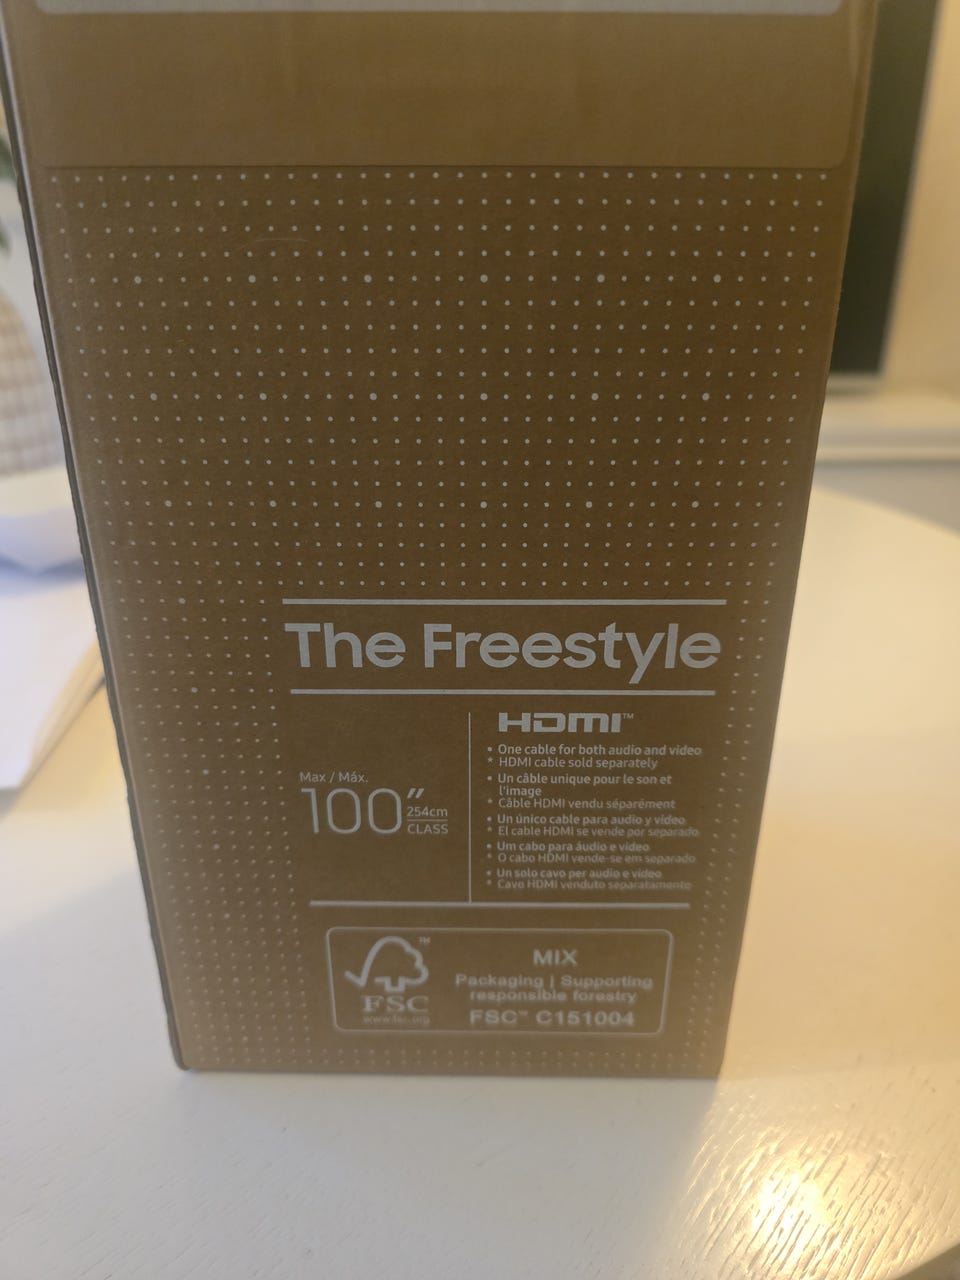 The Freestyle
Max / Máx.
100″
254cm
CLASS
HDMI™
• One cable for both audio and video
* HDMI cable sold separately
• Un câble unique pour le son et
l'image
* Câble HDMI vendu séparément
• Un único cable para audio y video
* El cable HDMI se vende por separado
• Um cabo para áudio e vídeo
* O cabo HDMI vende-se em separado
• Un solo cavo per audio e video
* Cavo HDMI venduto separatamente
™
FSC
www.fsc.org
MIX
Packaging | Supporting
responsible forestry
FSC™ C151004